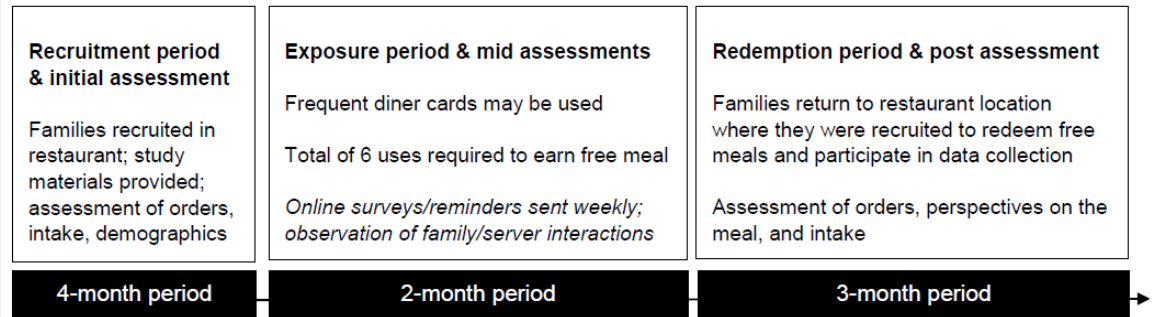 Recruitment period
& initial assessment
Families recruited in
restaurant; study
materials provided;
assessment of orders,
intake, demographics
Exposure period & mid assessments
Frequent diner cards may be used
Total of 6 uses required to earn free meal
Online surveys/reminders sent weekly;
observation of family/server interactions
Redemption period & post assessment
Families return to restaurant location
where they were recruited to redeem free
meals and participate in data collection
Assessment of orders, perspectives on the
meal, and intake
4-month period
2-month period
3-month period